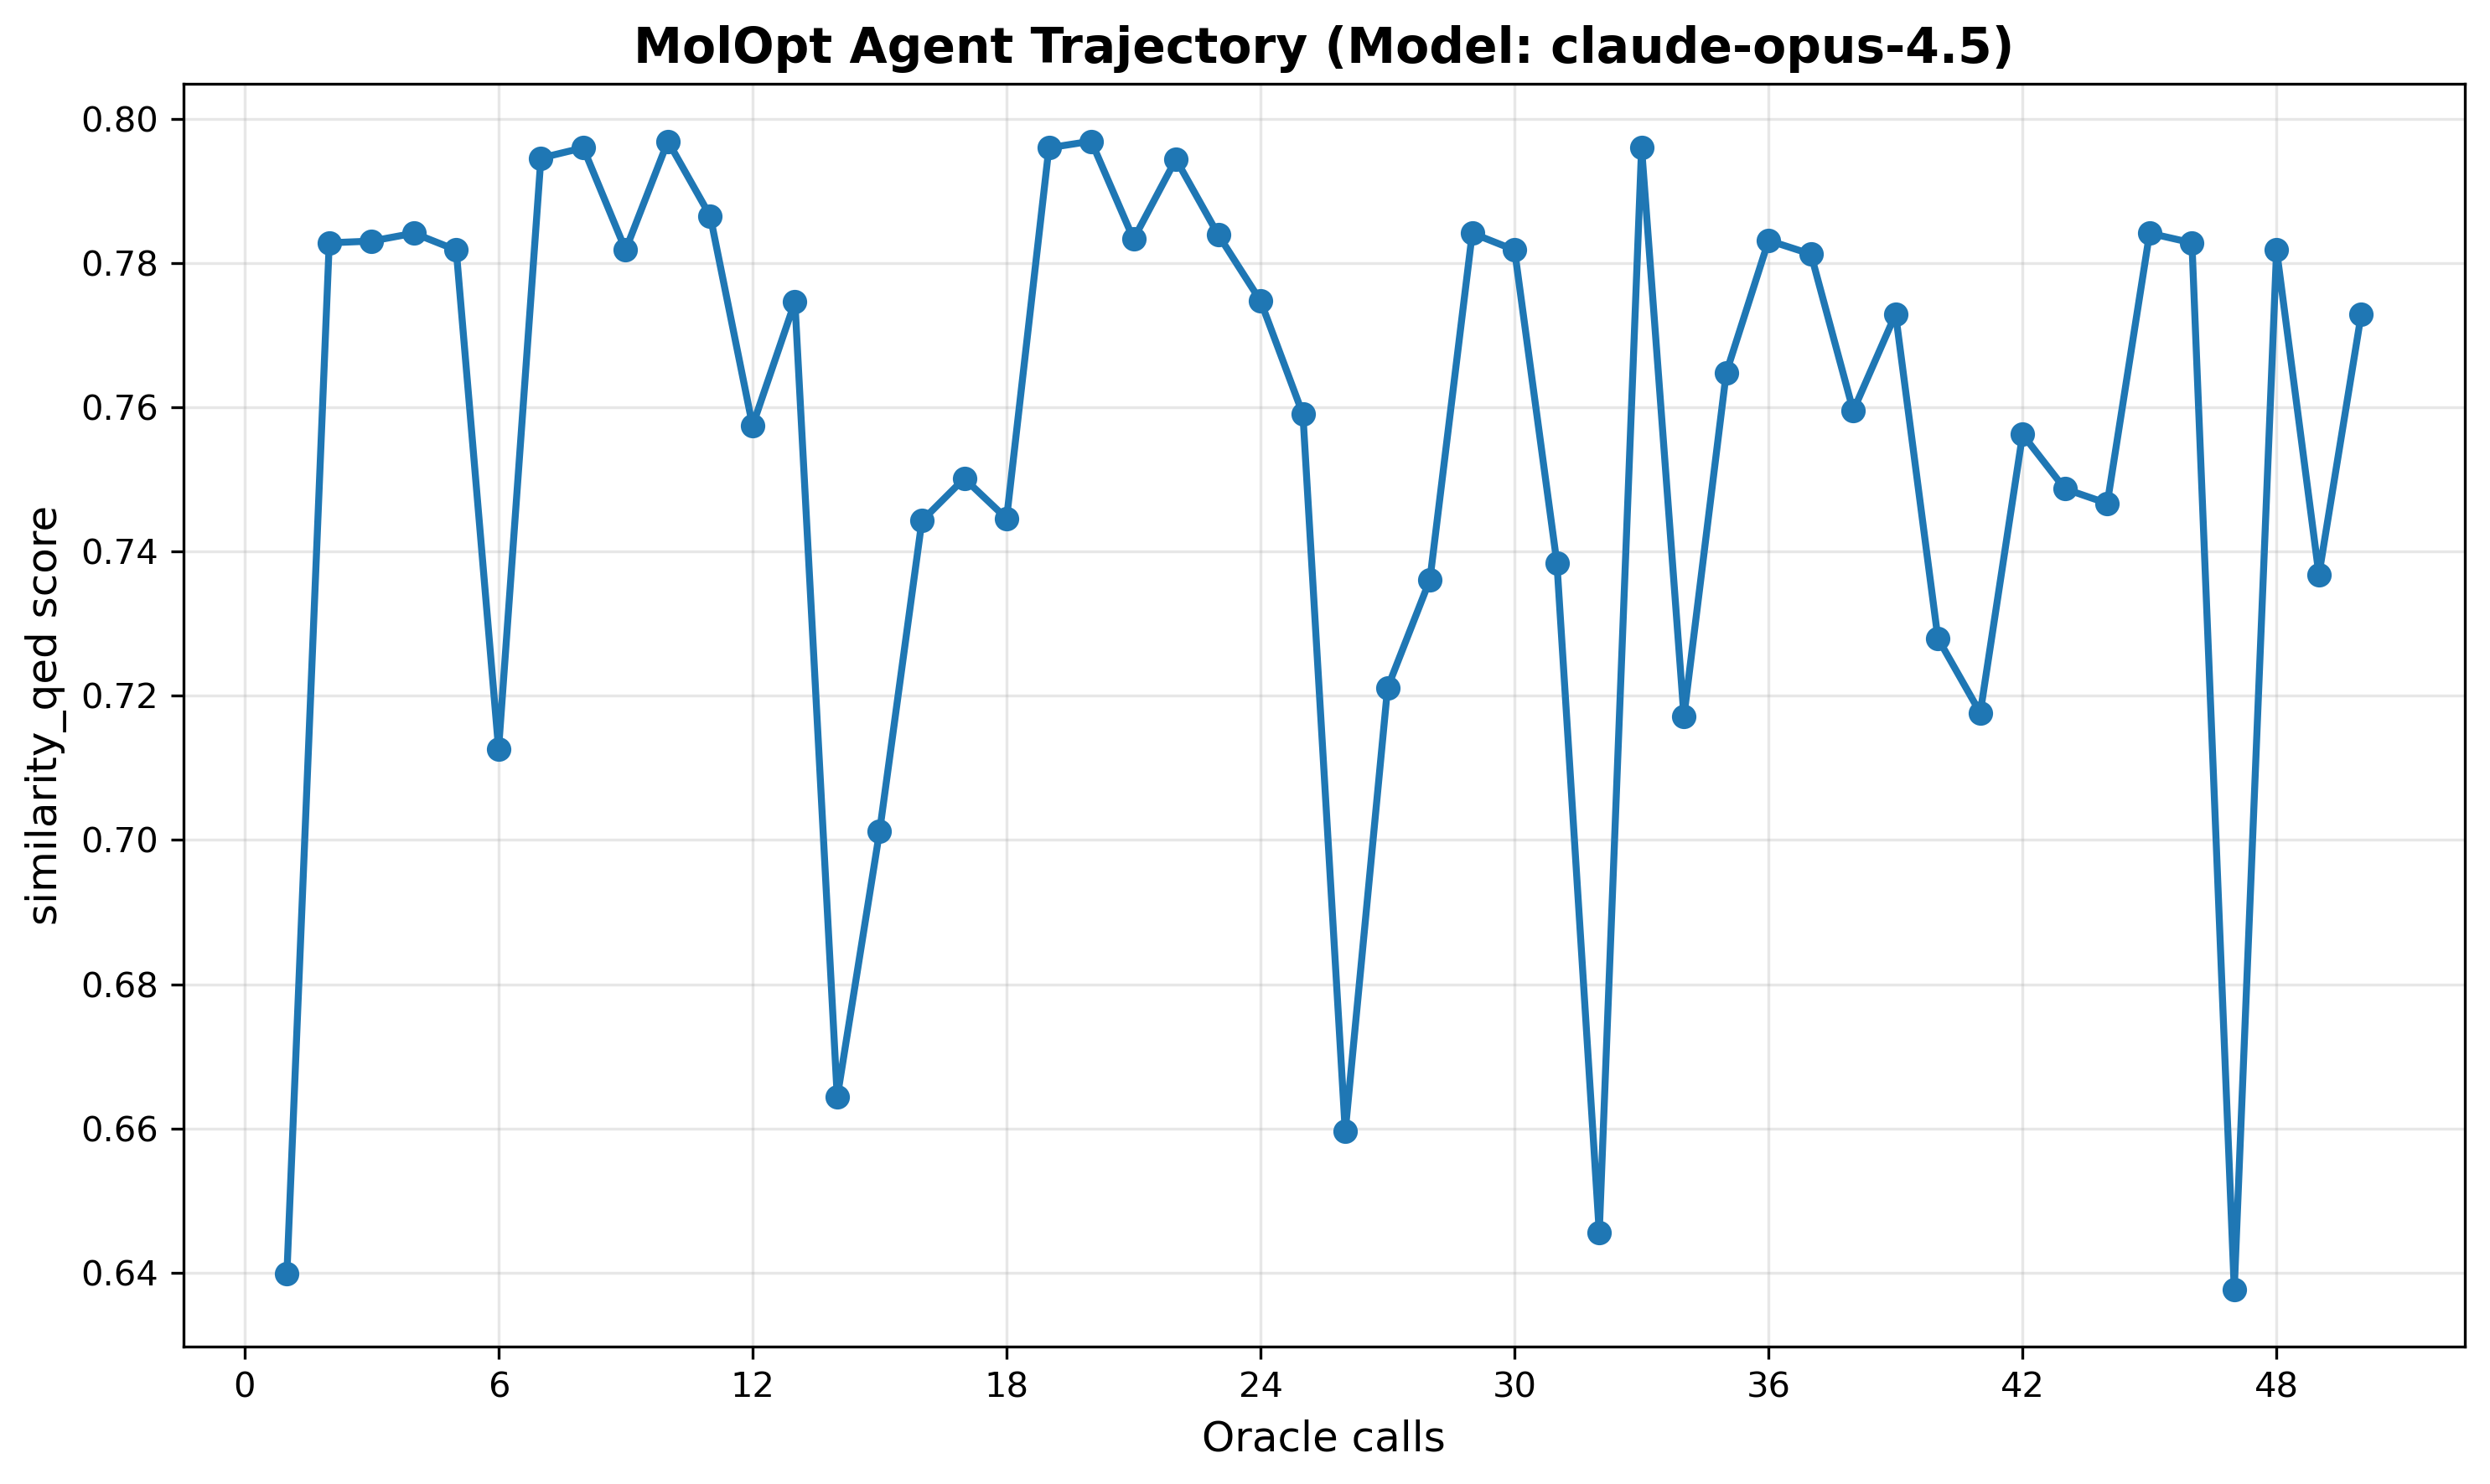 MolOpt Agent Trajectory (Model: claude-opus-4.5)
similarity_qed score
0.80
0.78
0.76
0.74
0.72
0.70
0.68
0.66
0.64
0 6 12 18 24 30 36 42 48
Oracle calls